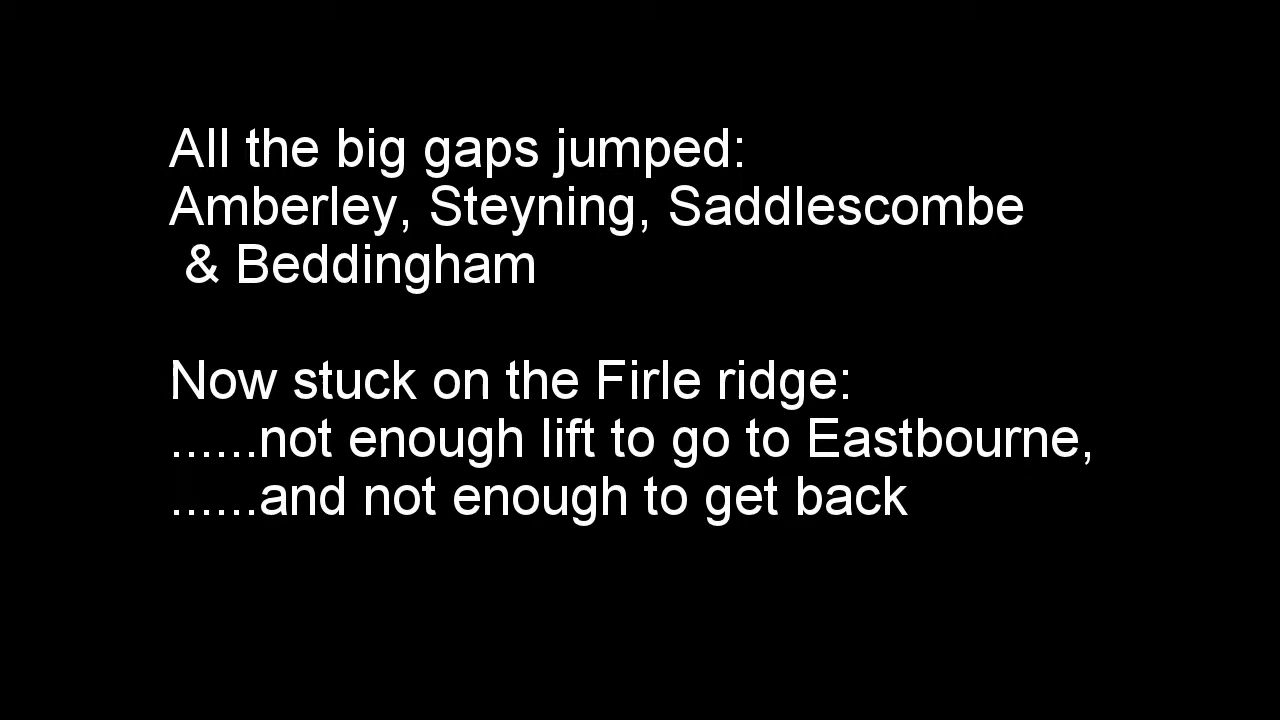 All the big gaps jumped:
Amberley, Steyning, Saddlescombe
& Beddingham
Now stuck on the Firle ridge:
......not enough lift to go to Eastbourne,
......and not enough to get back